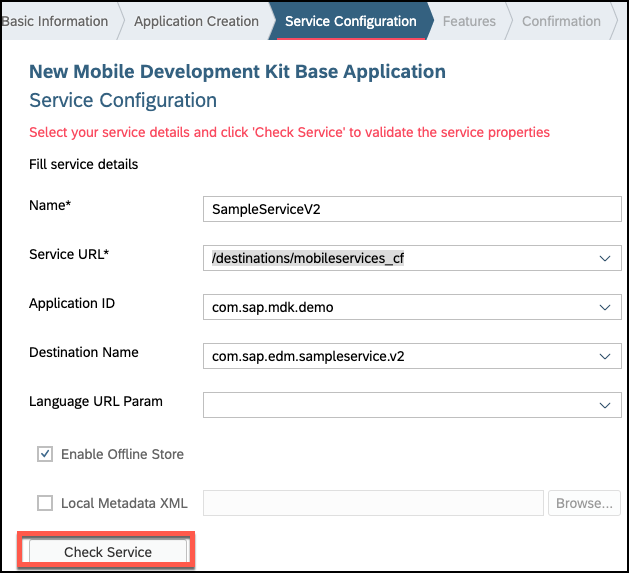 Basic Information Application Creation Service Configuration Features Confirmation
New Mobile Development Kit Base Application
Service Configuration
Select your service details and click 'Check Service' to validate the service properties
Fill service details
Name* SampleServiceV2
Service URL* /destinations/mobileservices_cf
Application ID com.sap.mdk.demo
Destination Name com.sap.edm.sampleservice.v2
Language URL Param
Enable Offline Store
Local Metadata XML Browse...
Check Service